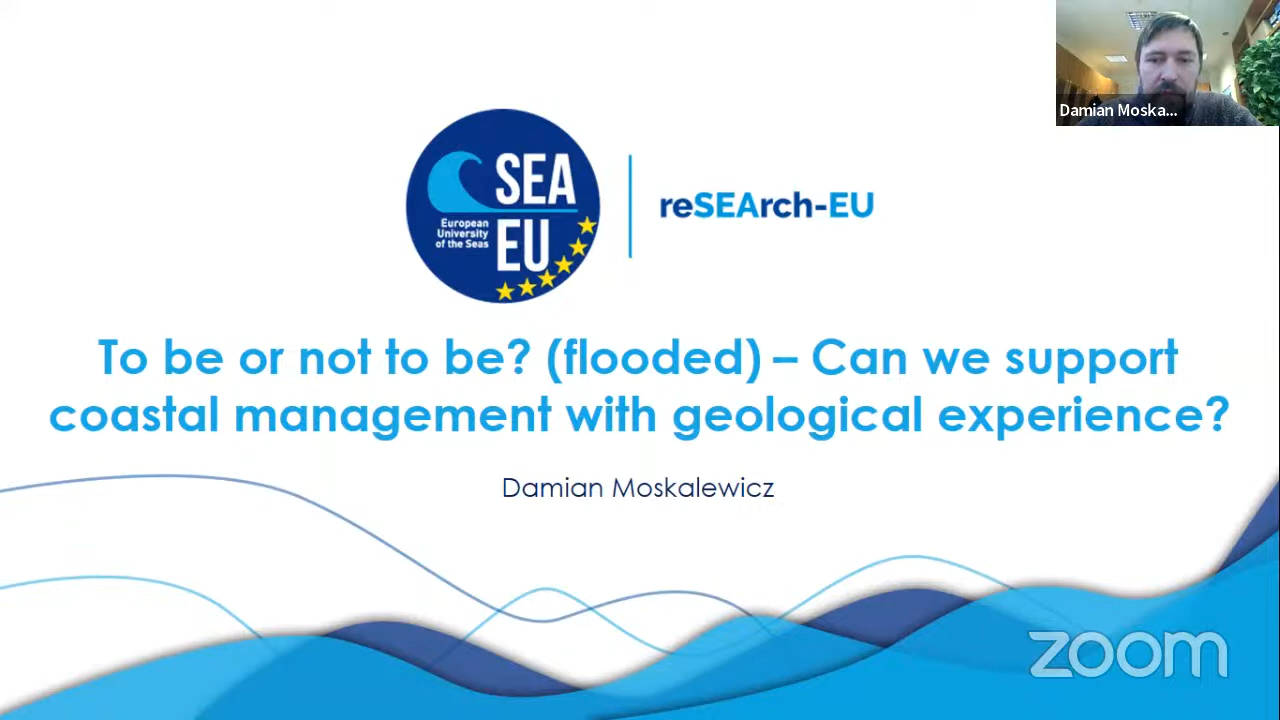 Damian Moska...
SEA
EU
European
University
of the Seas
reSEArch-EU
To be or not to be? (flooded) – Can we support
coastal management with geological experience?
Damian Moskalewicz
zoom